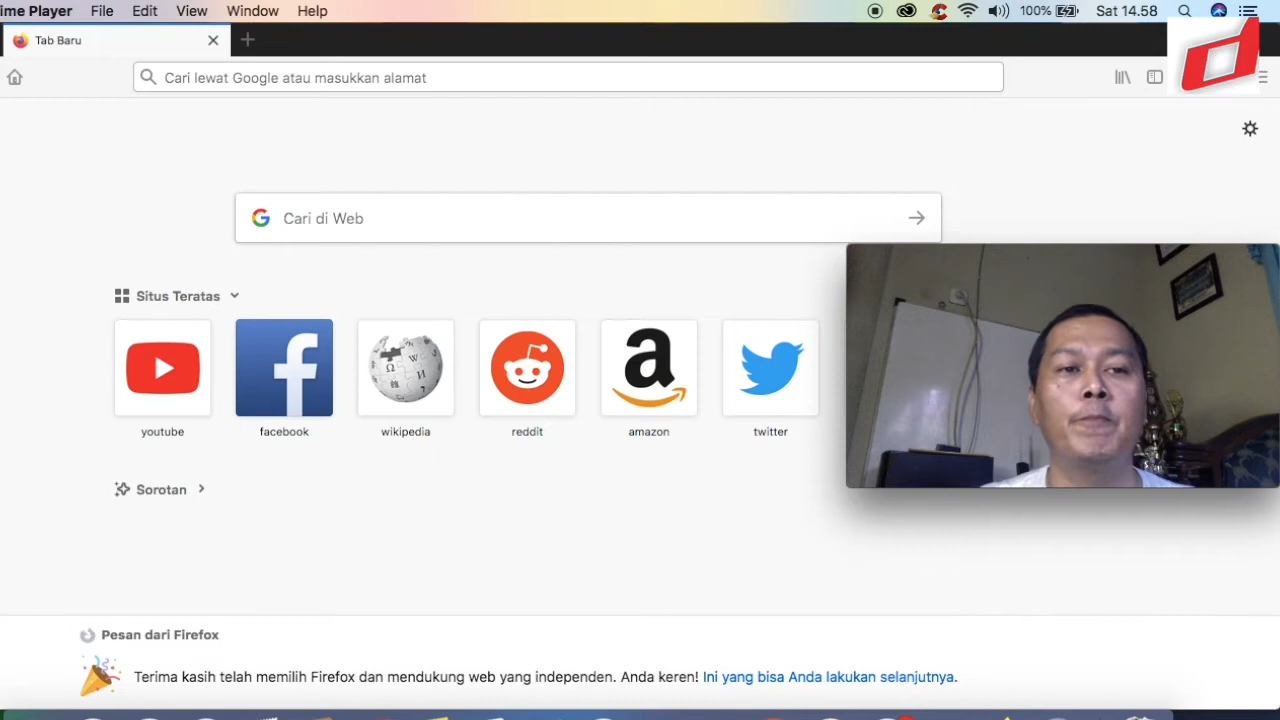 ime Player File Edit View Window Help 100% Sat 14.58
Tab Baru
Cari lewat Google atau masukkan alamat
Cari di Web
Situs Teratas
youtube facebook wikipedia reddit amazon twitter
Sorotan
Pesan dari Firefox
Terima kasih telah memilih Firefox dan mendukung web yang independen. Anda keren! Ini yang bisa Anda lakukan selanjutnya.